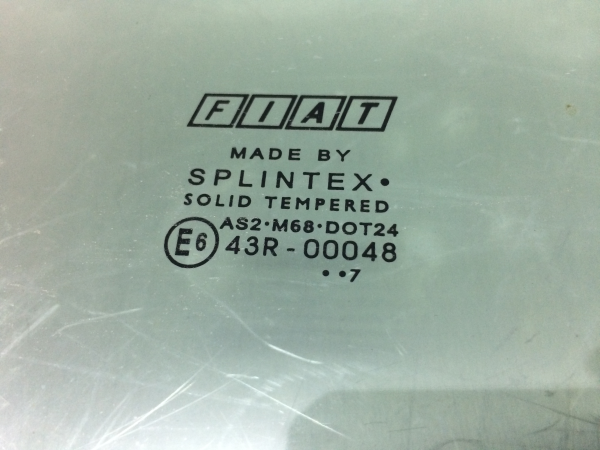 FIAT
MADE BY
SPLINTEX•
SOLID TEMPERED
AS2·M68·DOT24
E6 43R-00048
••7